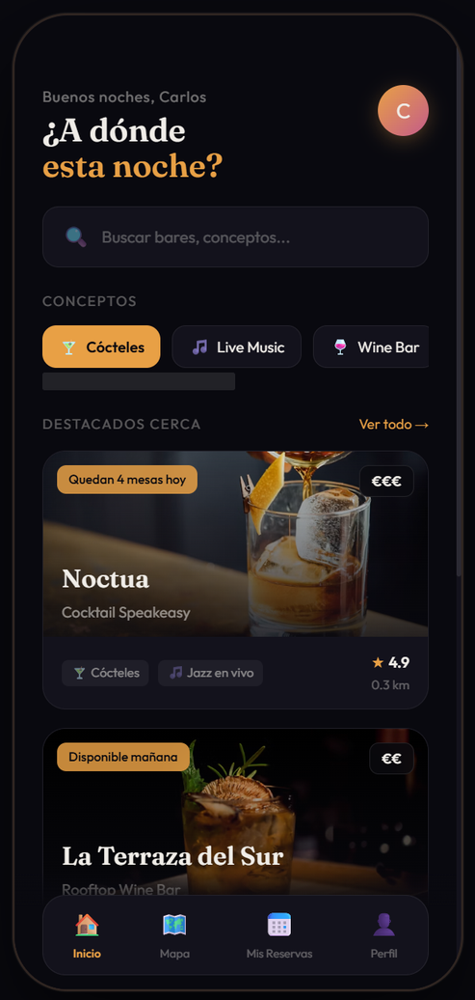 Buenos noches, Carlos
C
¿A dónde
esta noche?
Buscar bares, conceptos...
CONCEPTOS
Cócteles
Live Music
Wine Bar
DESTACADOS CERCA
Ver todo →
Quedan 4 mesas hoy
€€€
Noctua
Cocktail Speakeasy
Cócteles
Jazz en vivo
★ 4.9
0.3 km
Disponible mañana
€€
La Terraza del Sur
Rooftop Wine Bar
Inicio
Mapa
Mis Reservas
Perfil